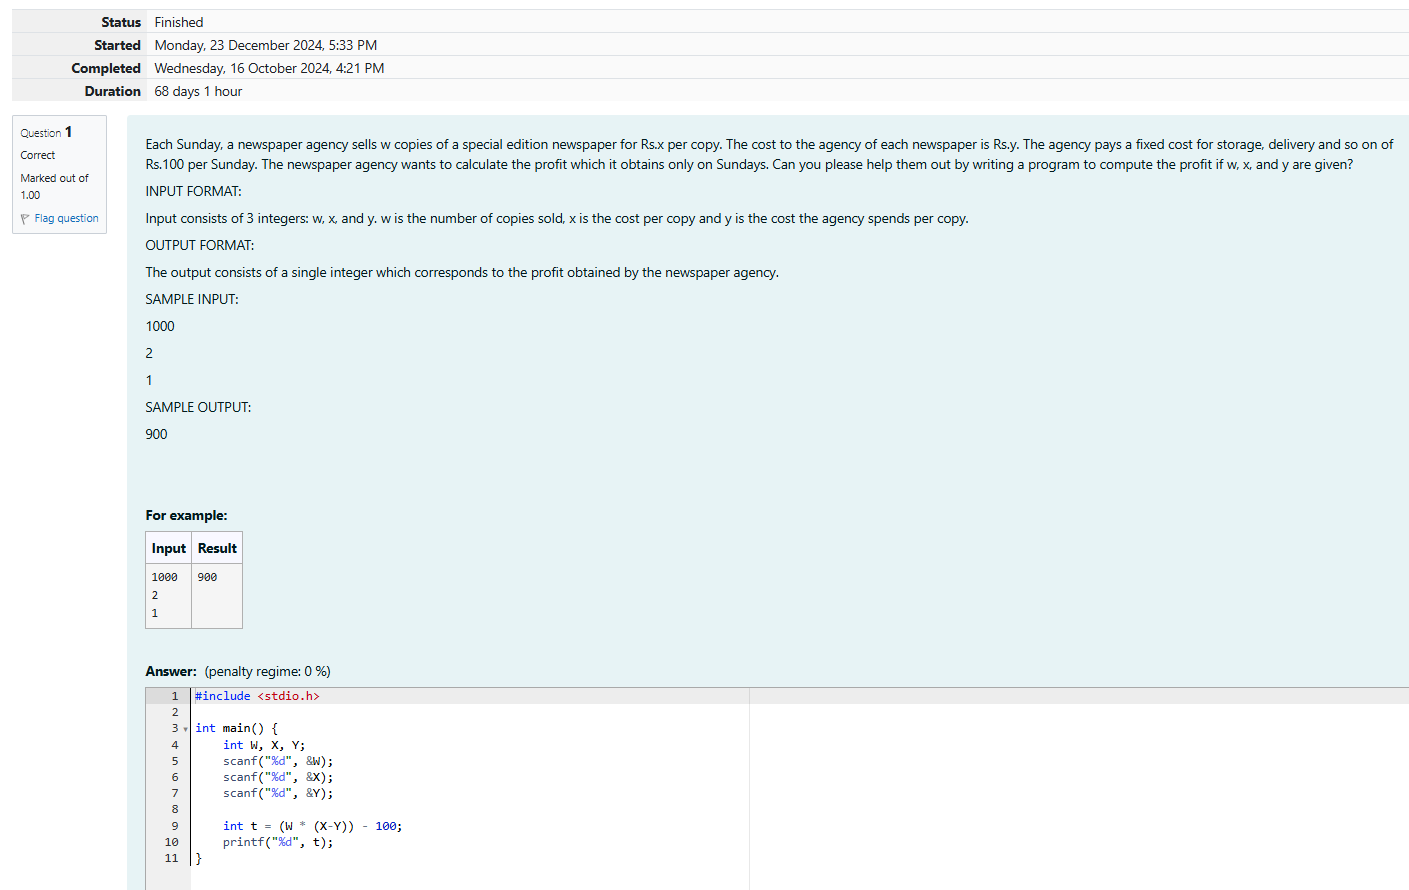 Status Finished
Started Monday, 23 December 2024, 5:33 PM
Completed Wednesday, 16 October 2024, 4:21 PM
Duration 68 days 1 hour
Question 1
Correct
Marked out of
1.00
Flag question
Each Sunday, a newspaper agency sells w copies of a special edition newspaper for Rs.x per copy. The cost to the agency of each newspaper is Rs.y. The agency pays a fixed cost for storage, delivery and so on of
Rs.100 per Sunday. The newspaper agency wants to calculate the profit which it obtains only on Sundays. Can you please help them out by writing a program to compute the profit if w, x, and y are given?
INPUT FORMAT:
Input consists of 3 integers: w, x, and y. w is the number of copies sold, x is the cost per copy and y is the cost the agency spends per copy.
OUTPUT FORMAT:
The output consists of a single integer which corresponds to the profit obtained by the newspaper agency.
SAMPLE INPUT:
1000
2
1
SAMPLE OUTPUT:
900
For example:
Input Result
1000 900
2
1
Answer: (penalty regime: 0 %)
1 #include <stdio.h>
2
3 int main() {
4     int W, X, Y;
5     scanf("%d", &W);
6     scanf("%d", &X);
7     scanf("%d", &Y);
8
9     int t = (W * (X-Y)) - 100;
10     printf("%d", t);
11 }